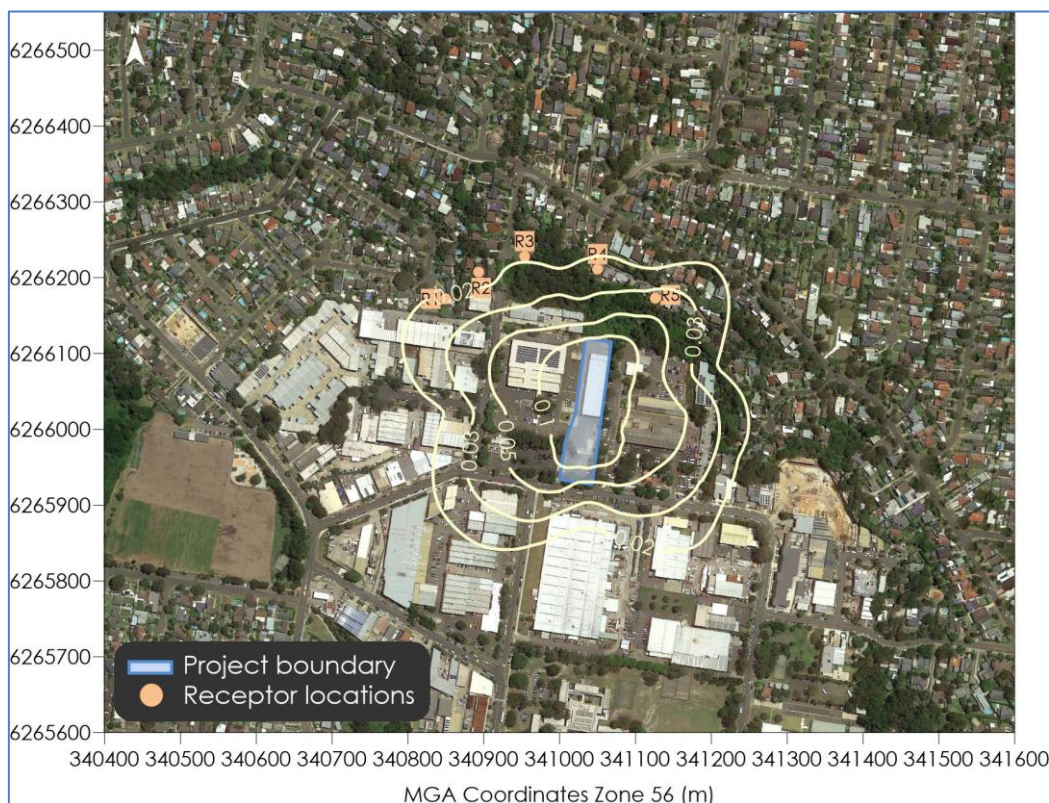 N
6266500
6266400
6266300
6266200
6266100
6266000
6265900
6265800
6265700
6265600
R3
R4
R2
R1
R5
0.02
0.03
0.1
0.05
0.03
0.02
Project boundary
Receptor locations
340400 340500 340600 340700 340800 340900 341000 341100 341200 341300 341400 341500 341600
MGA Coordinates Zone 56 (m)